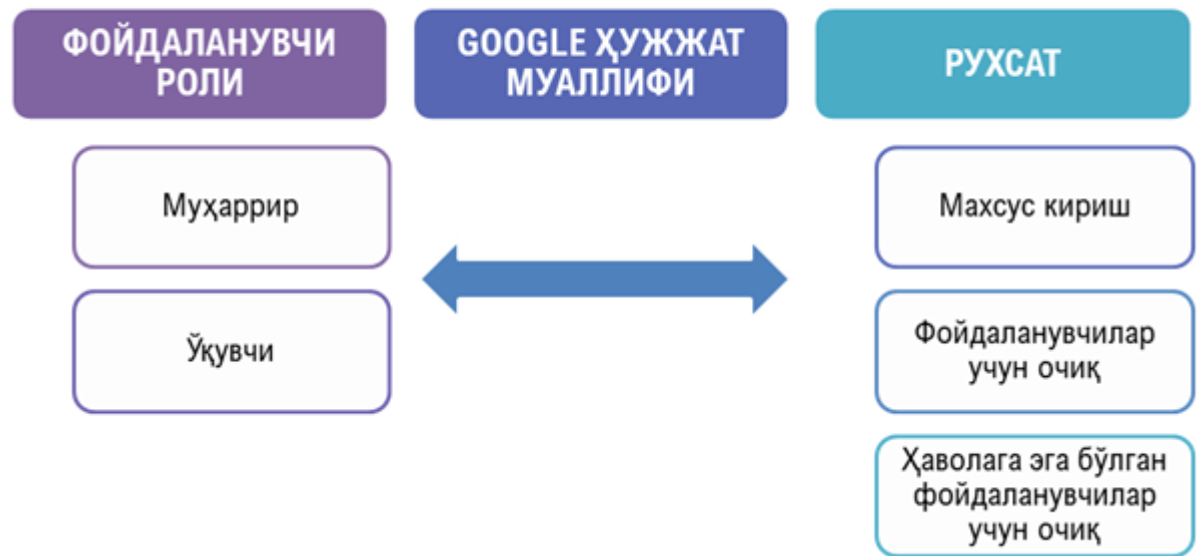 ФОЙДАЛАНУВЧИ
РОЛИ
GOOGLE ҲУЖЖАТ
МУАЛЛИФИ
РУХСАТ
Муҳаррир
Ўқувчи
Махсус кириш
Фойдаланувчилар
учун очиқ
Ҳаволага эга бўлган
фойдаланувчилар
учун очиқ